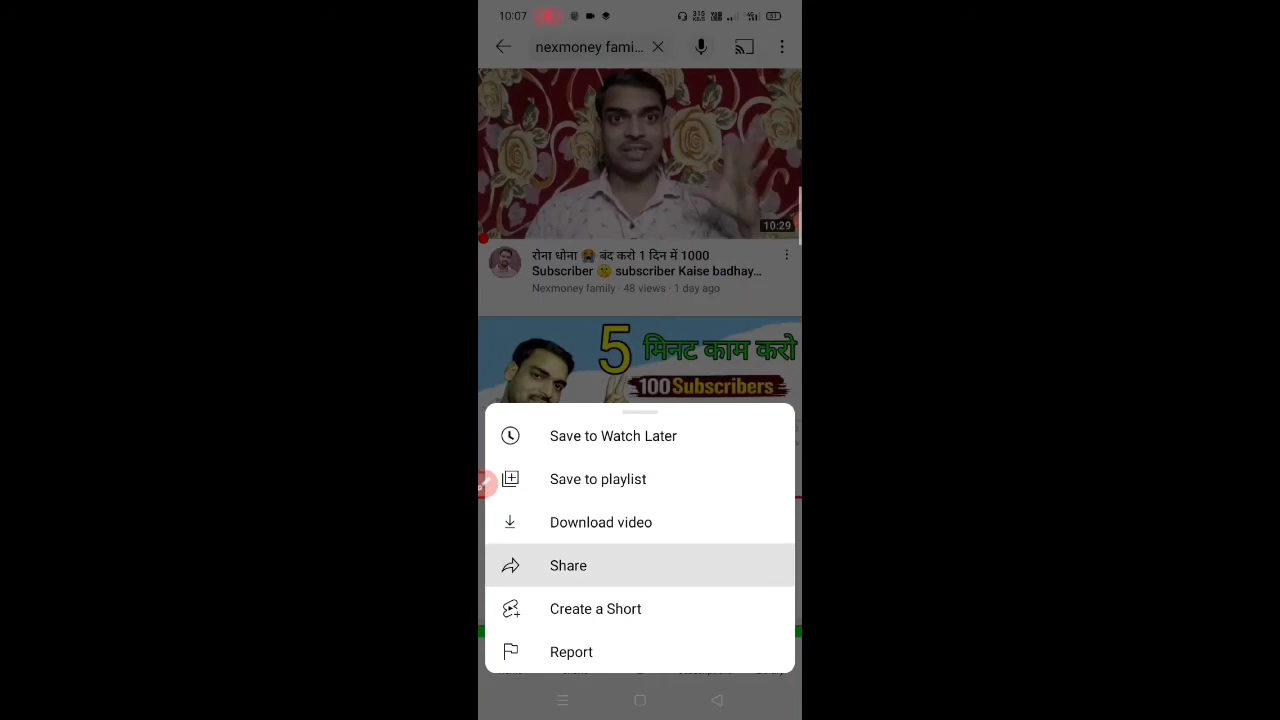 10:07
315
51
nexmoney fami...
10:29
रोना धोना 😭 बंद करो 1 दिन में 1000
Subscriber 🤫 subscriber Kaise badhay...
Nexmoney family · 48 views · 1 day ago
5 मिनट काम करो
100 Subscribers
Save to Watch Later
Save to playlist
Download video
Share
Create a Short
Report